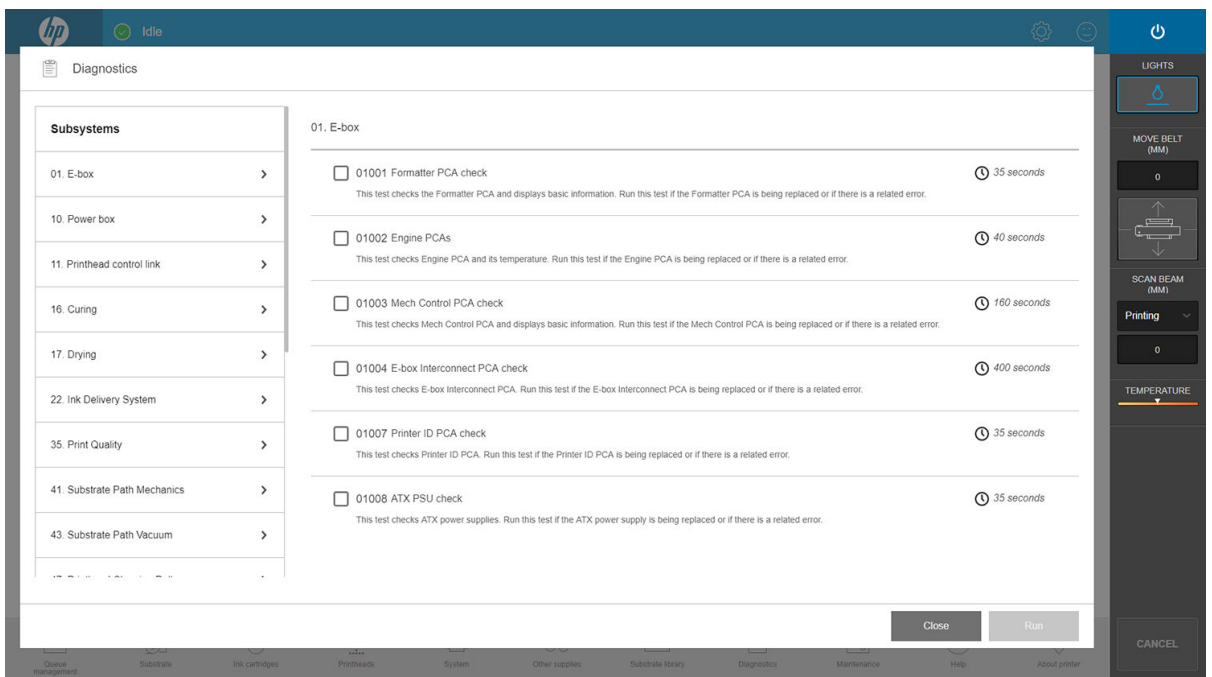 hp
Idle
Diagnostics
Subsystems
01. E-box
10. Power box
11. Printhead control link
16. Curing
17. Drying
22. Ink Delivery System
35. Print Quality
41. Substrate Path Mechanics
43. Substrate Path Vacuum
01. E-box
01001 Formatter PCA check
35 seconds
This test checks the Formatter PCA and displays basic information. Run this test if the Formatter PCA is being replaced or if there is a related error.
01002 Engine PCAs
40 seconds
This test checks Engine PCA and its temperature. Run this test if the Engine PCA is being replaced or if there is a related error.
01003 Mech Control PCA check
160 seconds
This test checks Mech Control PCA and displays basic information. Run this test if the Mech Control PCA is being replaced or if there is a related error.
01004 E-box Interconnect PCA check
400 seconds
This test checks E-box Interconnect PCA. Run this test if the E-box Interconnect PCA is being replaced or if there is a related error.
01007 Printer ID PCA check
35 seconds
This test checks Printer ID PCA. Run this test if the Printer ID PCA is being replaced or if there is a related error.
01008 ATX PSU check
35 seconds
This test checks ATX power supplies. Run this test if the ATX power supply is being replaced or if there is a related error.
Close
Run
Queue
management
Substrate
Ink cartridges
Printheads
System
Other supplies
Substrate library
Diagnostics
Maintenance
Help
About printer
LIGHTS
MOVE BELT
(MM)
0
SCAN BEAM
(MM)
Printing
0
TEMPERATURE
CANCEL